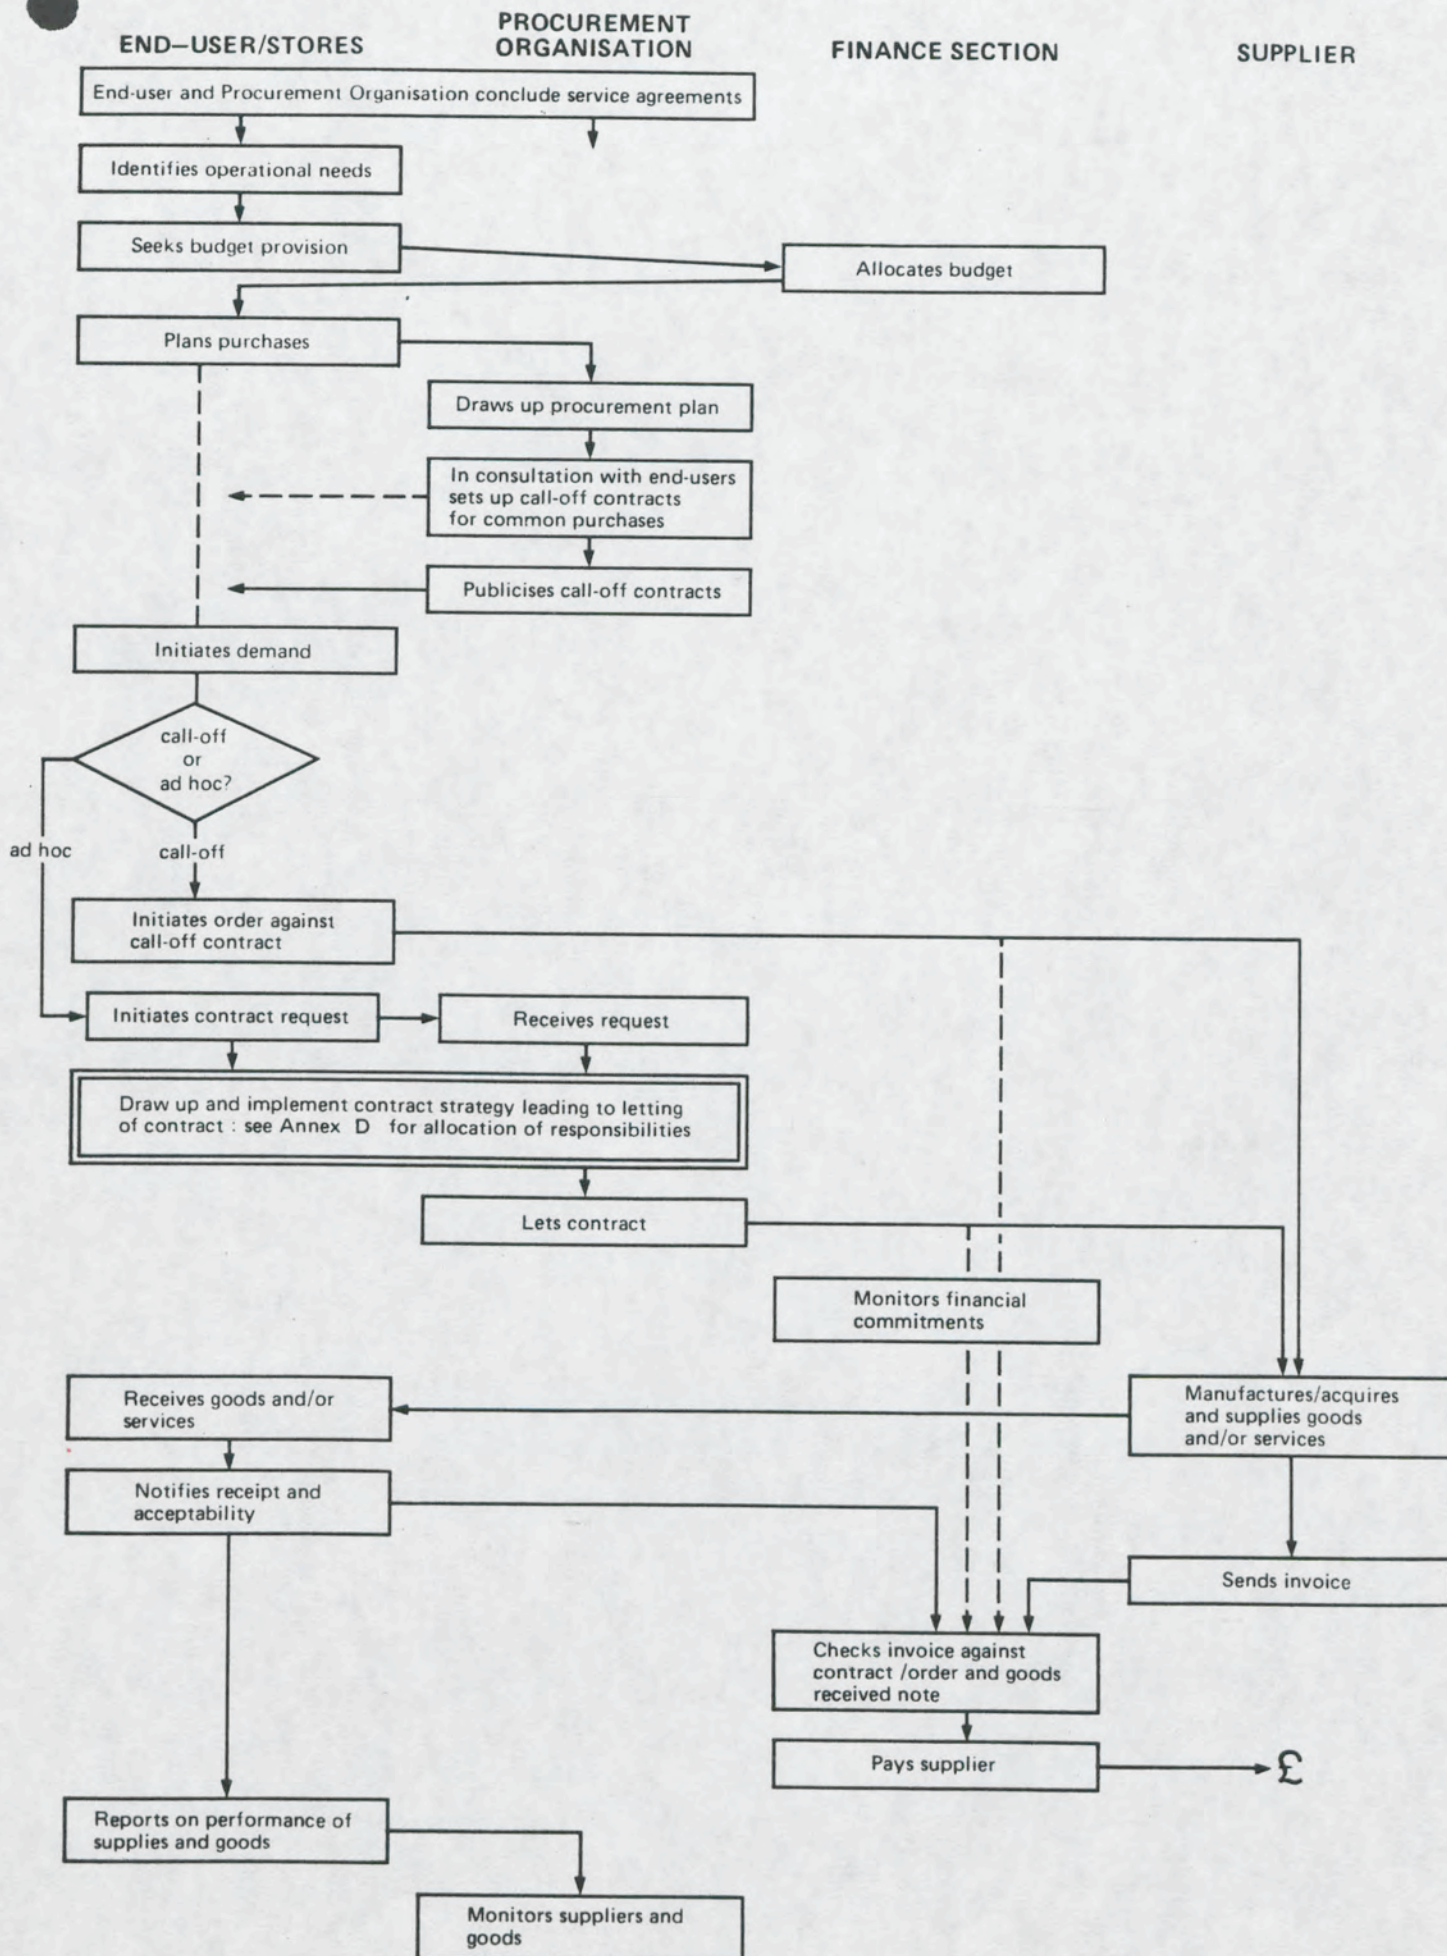 END–USER/STORES
PROCUREMENT
ORGANISATION
FINANCE SECTION
SUPPLIER
End-user and Procurement Organisation conclude service agreements
Identifies operational needs
Seeks budget provision
Allocates budget
Plans purchases
Draws up procurement plan
In consultation with end-users
sets up call-off contracts
for common purchases
Publicises call-off contracts
Initiates demand
call-off
or
ad hoc?
ad hoc
call-off
Initiates order against
call-off contract
Initiates contract request
Receives request
Draw up and implement contract strategy leading to letting
of contract : see Annex D for allocation of responsibilities
Lets contract
Monitors financial
commitments
Receives goods and/or
services
Manufactures/acquires
and supplies goods
and/or services
Notifies receipt and
acceptability
Sends invoice
Checks invoice against
contract /order and goods
received note
Pays supplier
£
Reports on performance of
supplies and goods
Monitors suppliers and
goods